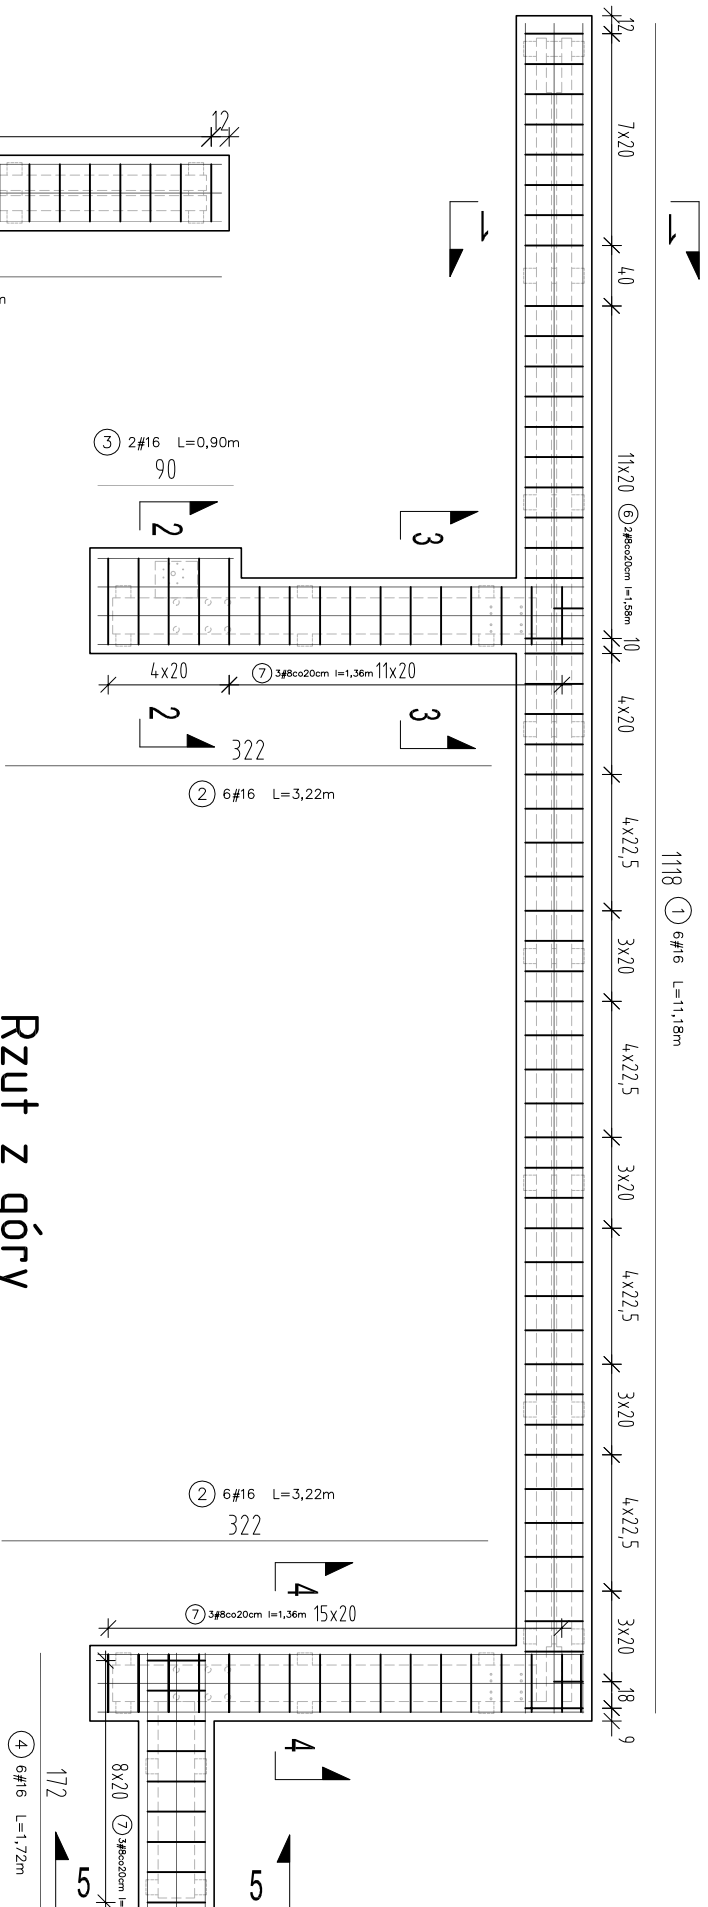 12
12
7x20
1
1
40
m
3 2#16 L=0,90m
90
11x20 6 2#8co20cm l=1,58m
2
3
10
4x20
7 3#8co20cm l=1,36m 11x20
2
3
4x20
322
2 6#16 L=3,22m
4x22,5
1118 1 6#16 L=11,18m
3x20
4x22,5
Rzut z góry
3x20
4x22,5
3x20
2 6#16 L=3,22m
322
4x22,5
4
7 3#8co20cm l=1,36m 15x20
3x20
18
9
4
4 6#16 L=1,72m
172
8x20 7 3#8co20cm l=
5
5